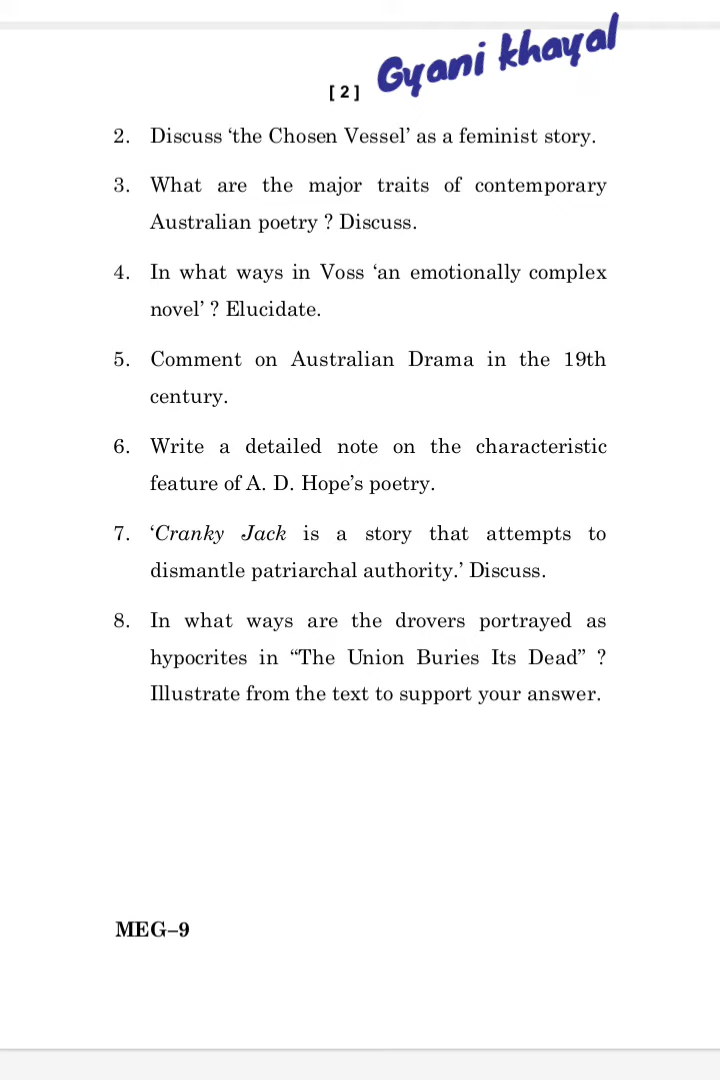 Gyani khayal
[ 2 ]
2. Discuss ‘the Chosen Vessel’ as a feminist story.
3. What are the major traits of contemporary
Australian poetry ? Discuss.
4. In what ways in Voss ‘an emotionally complex
novel’ ? Elucidate.
5. Comment on Australian Drama in the 19th
century.
6. Write a detailed note on the characteristic
feature of A. D. Hope’s poetry.
7. ‘Cranky Jack is a story that attempts to
dismantle patriarchal authority.’ Discuss.
8. In what ways are the drovers portrayed as
hypocrites in “The Union Buries Its Dead” ?
Illustrate from the text to support your answer.
MEG–9